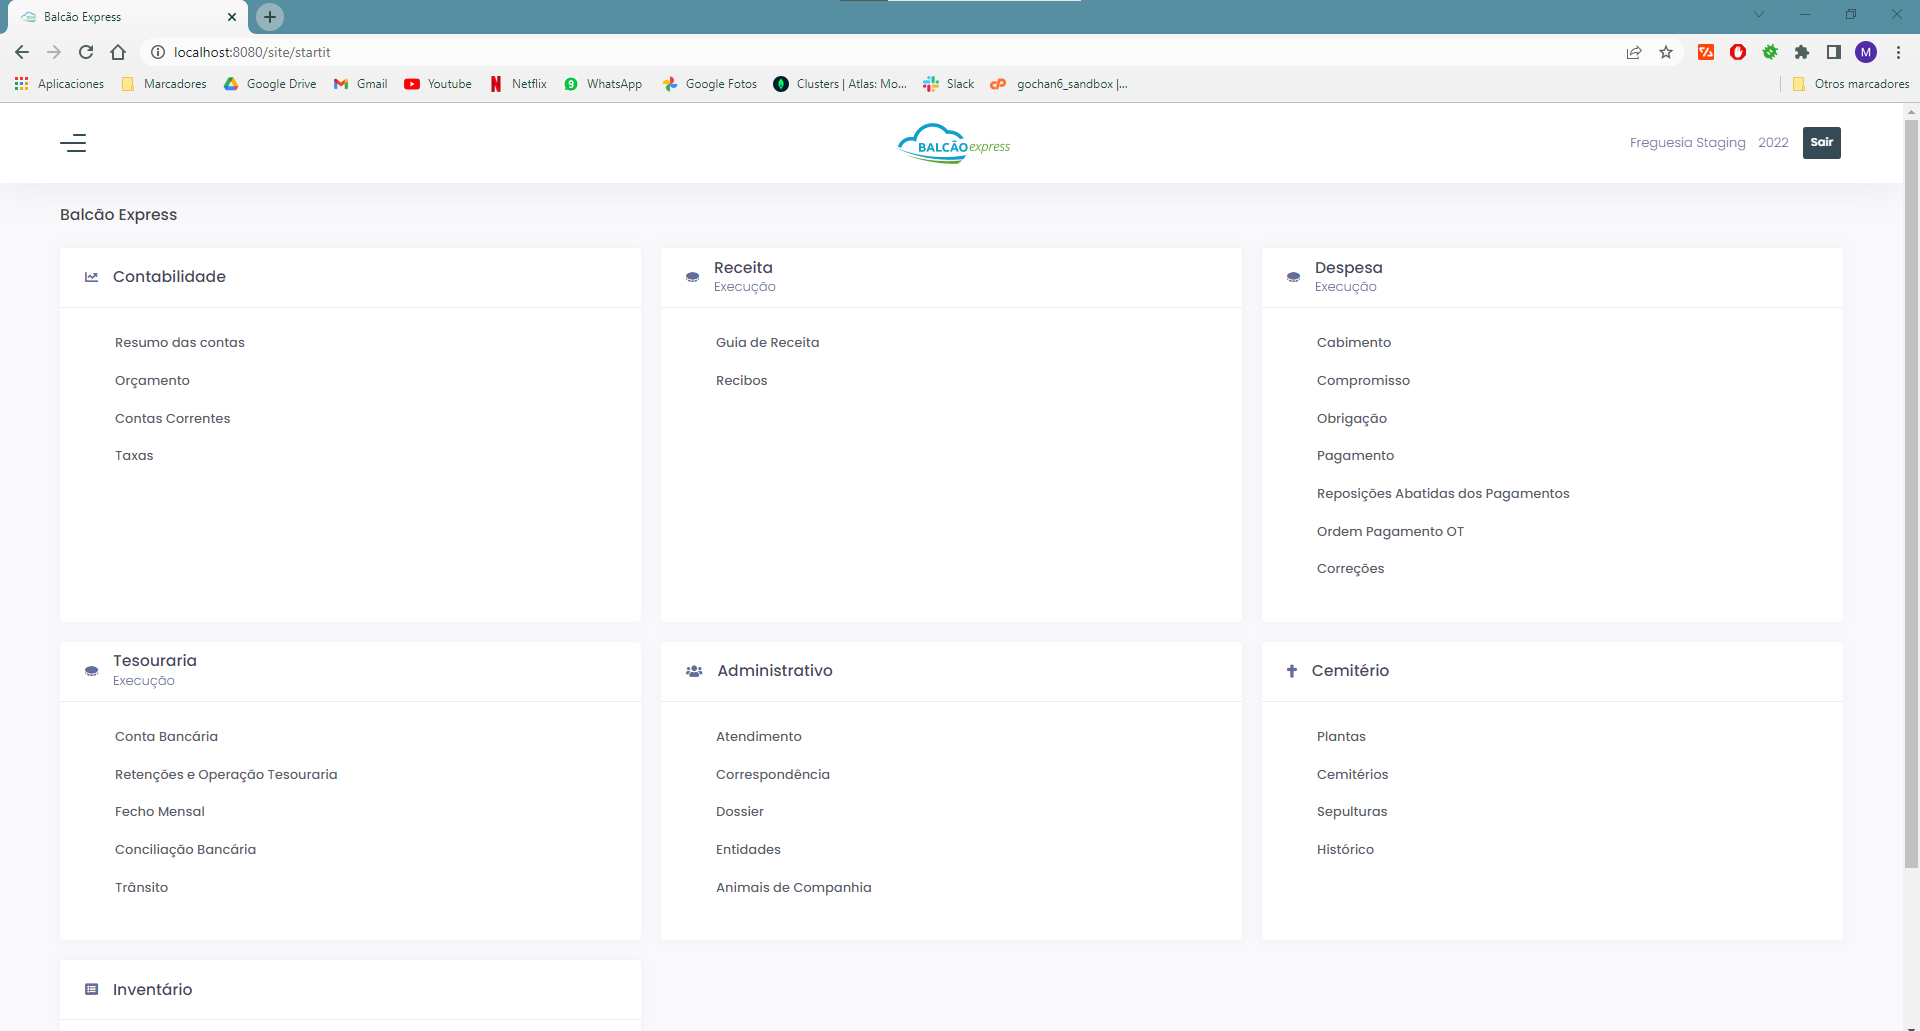 Balcão Express
localhost:8080/site/startit
M
Aplicaciones
Marcadores
Google Drive
Gmail
Youtube
Netflix
9
WhatsApp
Google Fotos
Clusters | Atlas: Mo...
Slack
gochan6_sandbox |...
Otros marcadores
BALCÃO express
Freguesia Staging
2022
Sair
Balcão Express
Contabilidade
Resumo das contas
Orçamento
Contas Correntes
Taxas
Receita
Execução
Guia de Receita
Recibos
Despesa
Execução
Cabimento
Compromisso
Obrigação
Pagamento
Reposições Abatidas dos Pagamentos
Ordem Pagamento OT
Correções
Tesouraria
Execução
Conta Bancária
Retenções e Operação Tesouraria
Fecho Mensal
Conciliação Bancária
Trânsito
Administrativo
Atendimento
Correspondência
Dossier
Entidades
Animais de Companhia
Cemitério
Plantas
Cemitérios
Sepulturas
Histórico
Inventário